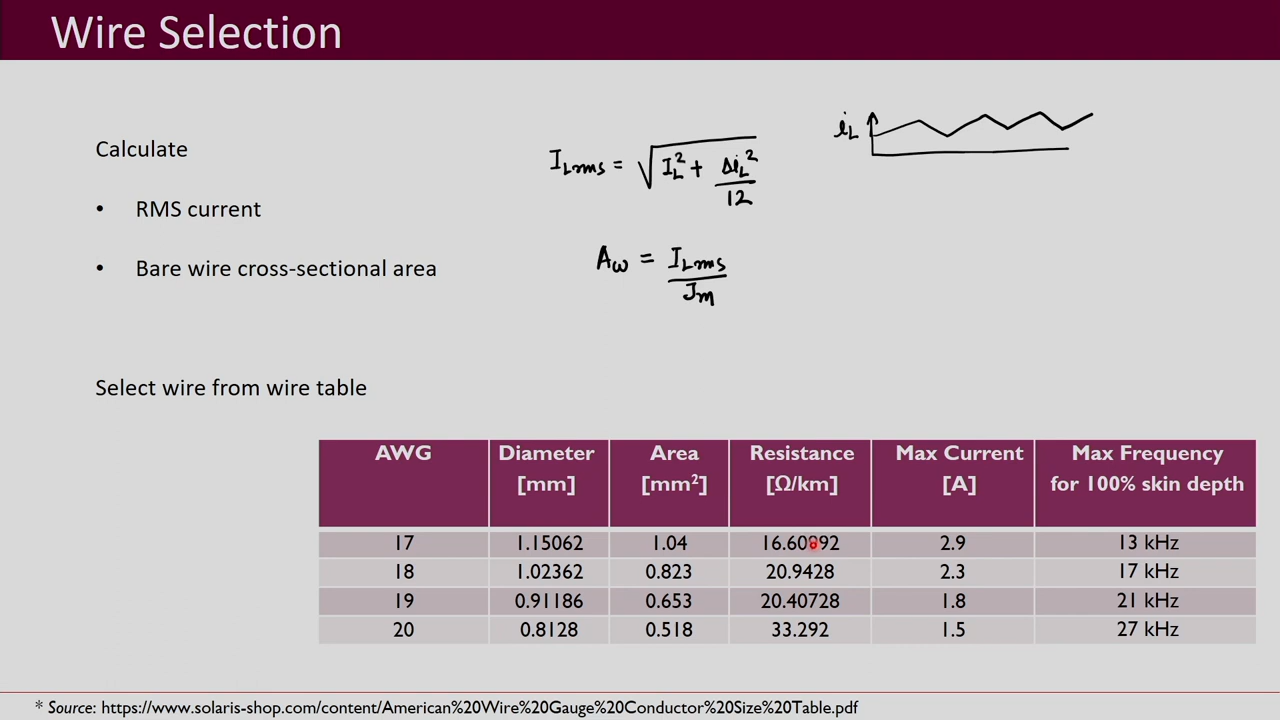 Wire Selection
Calculate
• RMS current
• Bare wire cross-sectional area
I_Lrms = √(I_L² + Δi_L²/12)
A_w = I_Lrms/J_m
i_L
Select wire from wire table
AWG Diameter [mm] Area [mm²] Resistance [Ω/km] Max Current [A] Max Frequency for 100% skin depth
17 1.15062 1.04 16.60992 2.9 13 kHz
18 1.02362 0.823 20.9428 2.3 17 kHz
19 0.91186 0.653 20.40728 1.8 21 kHz
20 0.8128 0.518 33.292 1.5 27 kHz
* Source: https://www.solaris-shop.com/content/American%20Wire%20Gauge%20Conductor%20Size%20Table.pdf